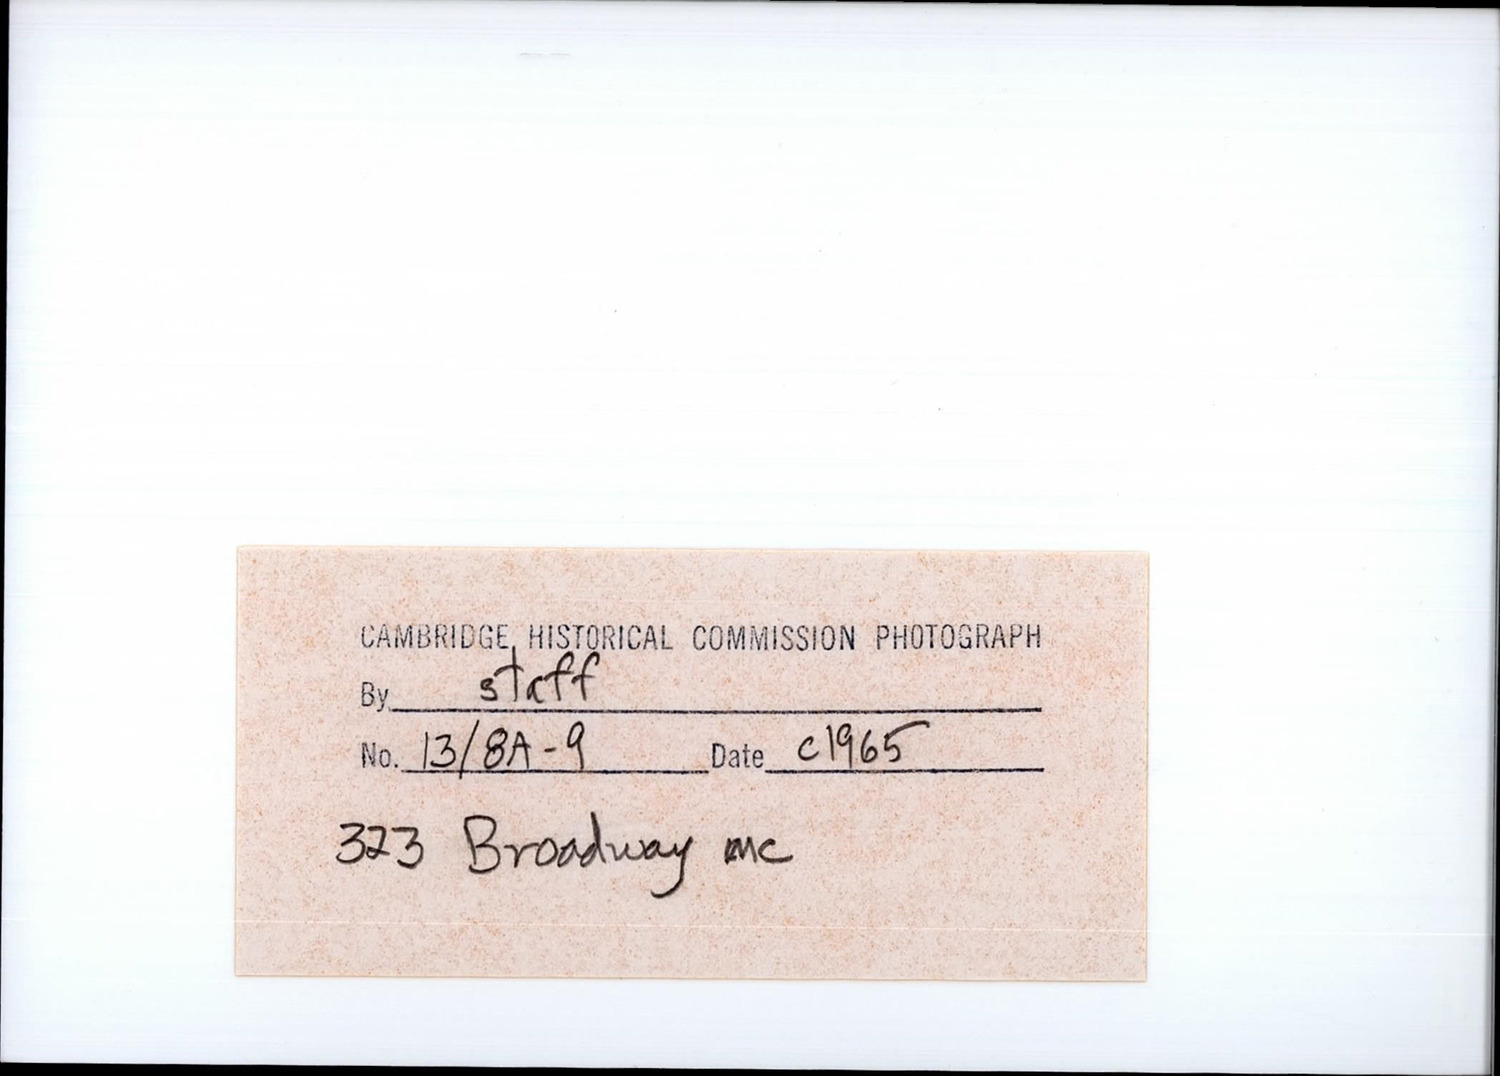 CAMBRIDGE HISTORICAL COMMISSION PHOTOGRAPH
By staff
No. 13/8A-9 Date c1965
323 Broadway MC